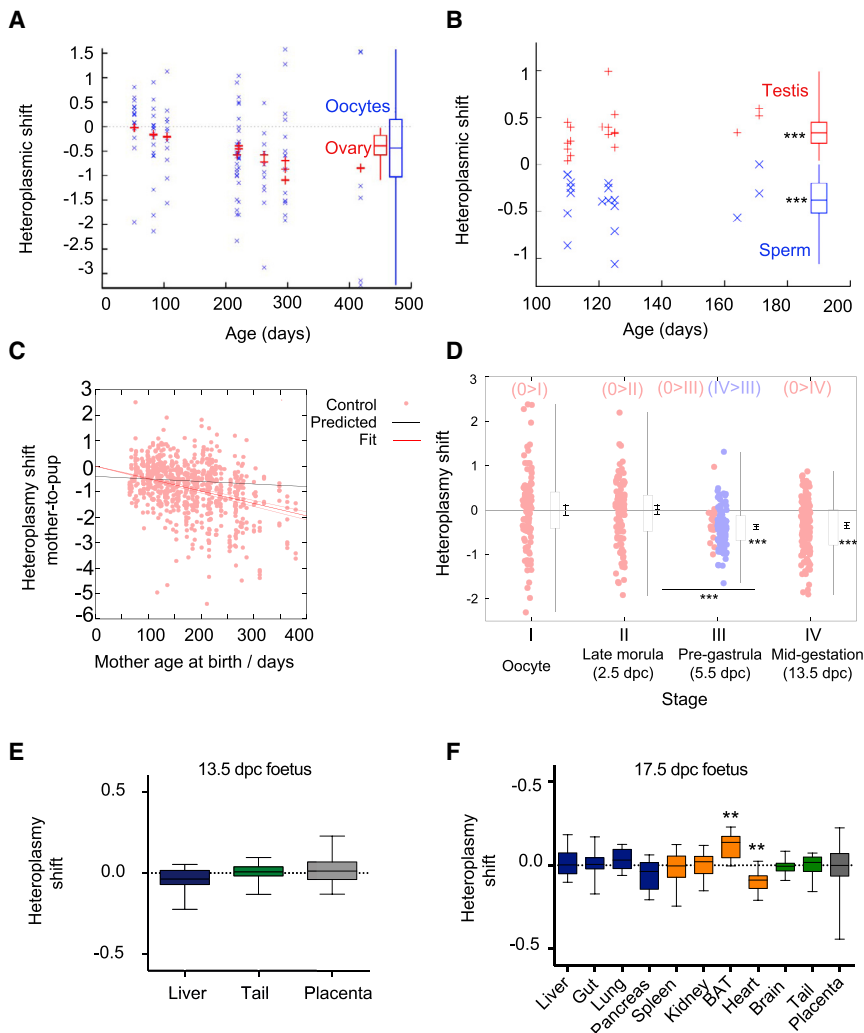 A
Heteroplasmic shift
1.5
1
0.5
0
-0.5
-1
-1.5
-2
-2.5
-3
0
100
200
300
400
500
Age (days)
Oocytes
Ovary
B
Heteroplasmic shift
1
0.5
0
-0.5
-1
100
120
140
160
180
200
Age (days)
Testis
***
***
Sperm
C
Heteroplasmy shift
mother-to-pup
3
2
1
0
-1
-2
-3
-4
-5
-6
0
100
200
300
400
Mother age at birth / days
Control
Predicted
Fit
D
Heteroplasmy shift
3
2
1
0
-1
-2
(0>I)
(0>II)
(0>III)
(IV>III)
(0>IV)
***
***
***
I
II
III
IV
Oocyte
Late morula
(2.5 dpc)
Pre-gastrula
(5.5 dpc)
Mid-gestation
(13.5 dpc)
Stage
E
13.5 dpc foetus
Heteroplasmy
shift
0.5
0.0
-0.5
Liver
Tail
Placenta
F
17.5 dpc foetus
Heteroplasmy
shift
-0.5
0.0
-0.5
**
**
Liver
Gut
Lung
Pancreas
Spleen
Kidney
BAT
Heart
Brain
Tail
Placenta